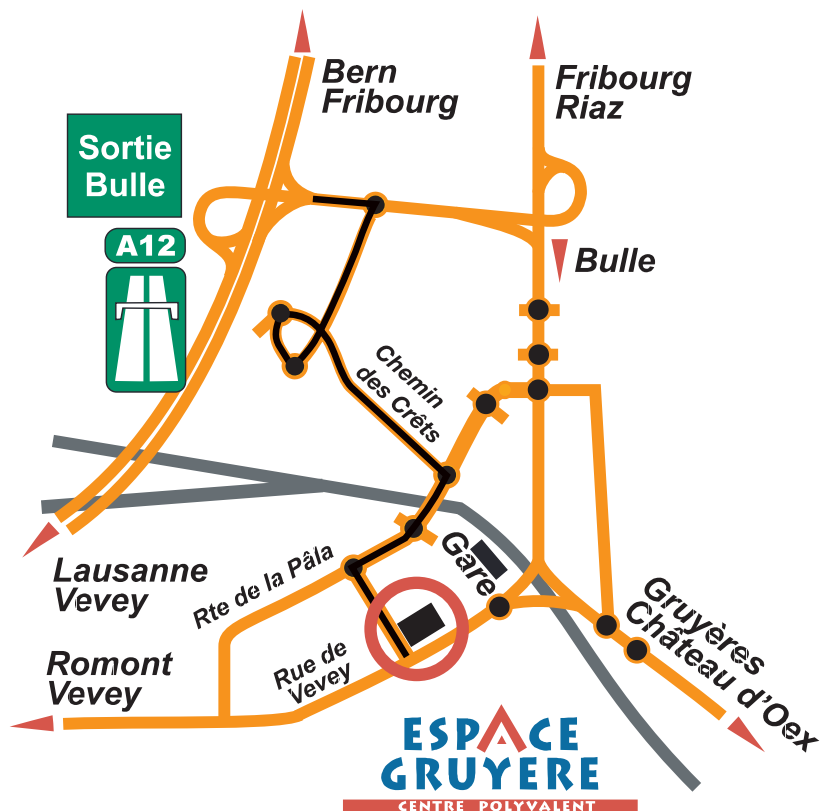 Bern
Fribourg
Fribourg
Riaz
Sortie
Bulle
A12
Bulle
Chemin
des Crêts
Gare
Lausanne
Vevey
Rte de la Pâla
Gruyères
Château d'Oex
Romont
Vevey
Rue de
Vevey
ESPACE
GRUYERE
CENTRE POLYVALENT